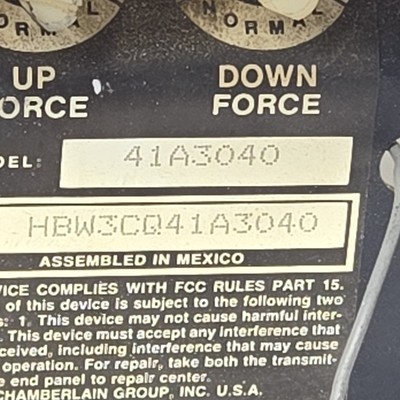 NORMAL NORMAL
UP DOWN
FORCE FORCE
MODEL: 41A3040
HBW3CQ41A3040
ASSEMBLED IN MEXICO
VICE COMPLIES WITH FCC RULES PART 15.
of this device is subject to the following two
s: 1. This device may not cause harmful inter-
. This device must accept any interference that
ceived, including interference that may cause
operation. For repair, take both the transmit-
e end panel to repair center.
CHAMBERLAIN GROUP, INC. U.S.A.